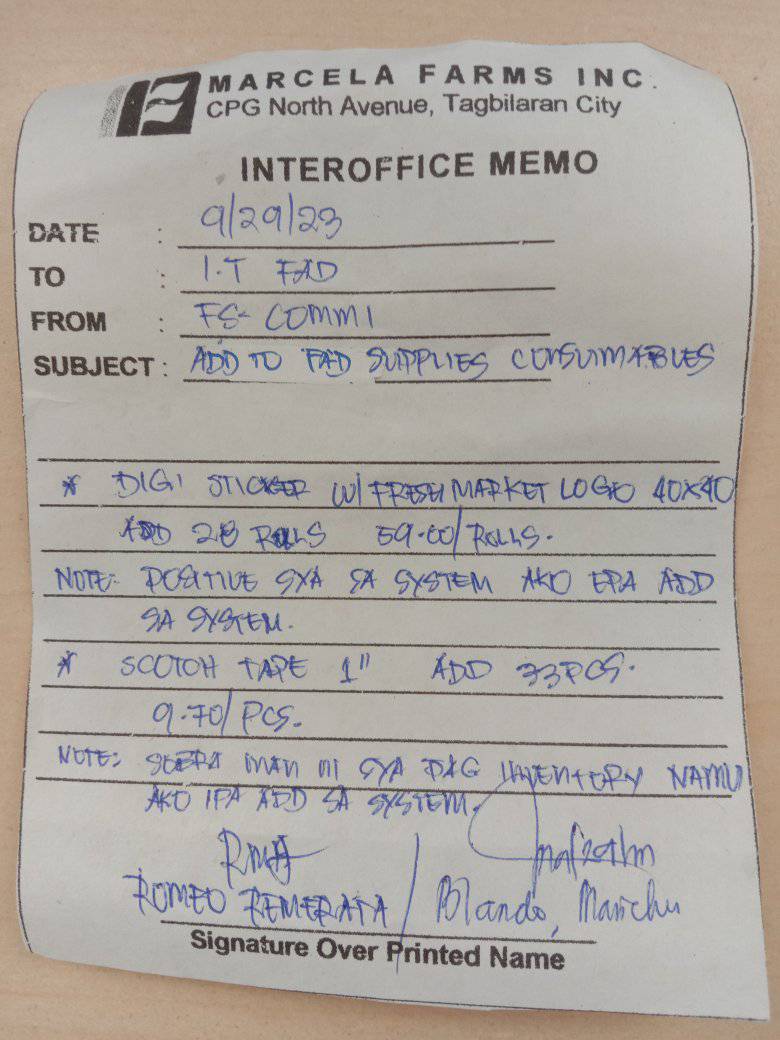 MARCELA FARMS INC.
CPG North Avenue, Tagbilaran City
INTEROFFICE MEMO
DATE : 9/29/23
TO : I.T FAD
FROM : FS- COMMI
SUBJECT : ADD TO FAD SUPPLIES CONSUMABLES
* DIGI STICKER W/ FRESH MARKET LOGO 40X40
ADD 28 ROLLS 59.00/ROLLS.
NOTE: POSITIVE SYA SA SYSTEM AKO EPA ADD
SA SYSTEM.
* SCOTCH TAPE 1" ADD 33PCS.
9.70/PCS.
NOTE: SOBRA MAN NI SYA PAG INVENTORY NAMO
AKO IPA ADD SA SYSTEM.
ROMEO REMERATA / Blando, Marichu
Signature Over Printed Name